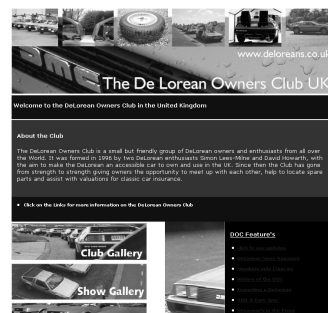 www.deloreans.co.uk
The De Lorean Owners Club UK
Welcome to the DeLorean Owners Club in the United Kingdom
About the Club
The DeLorean Owners Club is a small but friendly group of DeLorean owners and enthusiasts from all over
the World. It was formed in 1996 by two DeLorean enthusiasts Simon Lees-Milne and David Howarth, with
the aim to make the DeLorean an accessible car to own and use in the UK. Since then the Club has gone
from strength to strength giving owners the opportunity to meet up with each other, help to locate spare
parts and assist with valuations for classic car insurance.
• Click on the Links for more information on the DeLorean Owners Club
Club Gallery
DOC Feature's
Show Gallery